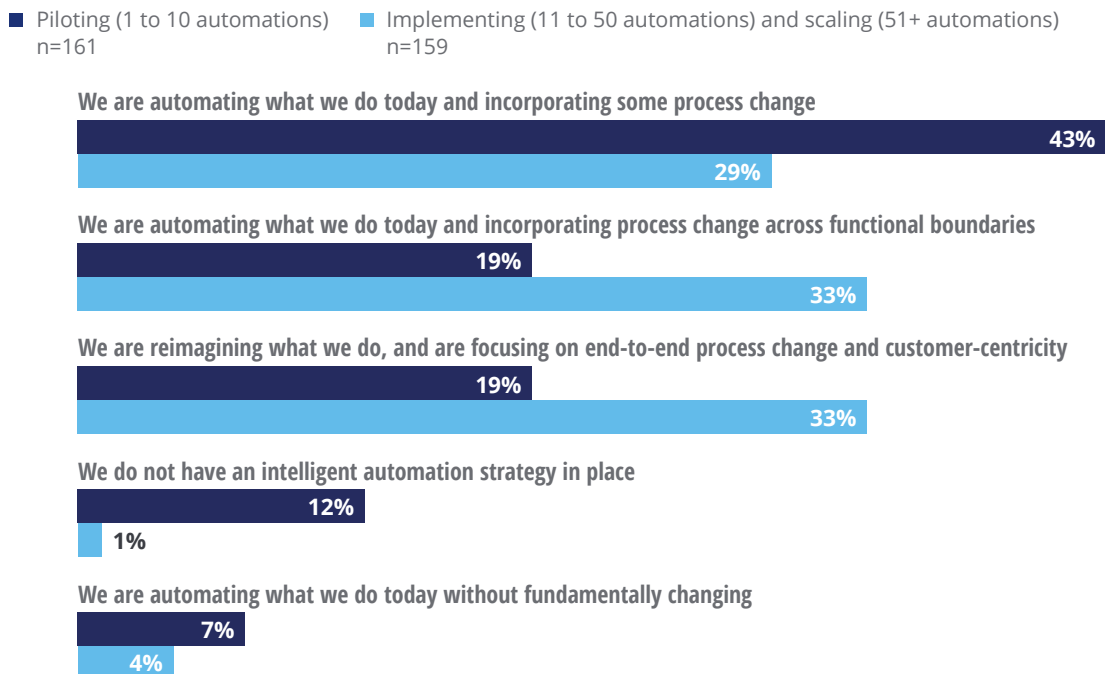 Piloting (1 to 10 automations)
n=161
Implementing (11 to 50 automations) and scaling (51+ automations)
n=159
We are automating what we do today and incorporating some process change
43%
29%
We are automating what we do today and incorporating process change across functional boundaries
19%
33%
We are reimagining what we do, and are focusing on end-to-end process change and customer-centricity
19%
33%
We do not have an intelligent automation strategy in place
12%
1%
We are automating what we do today without fundamentally changing
7%
4%